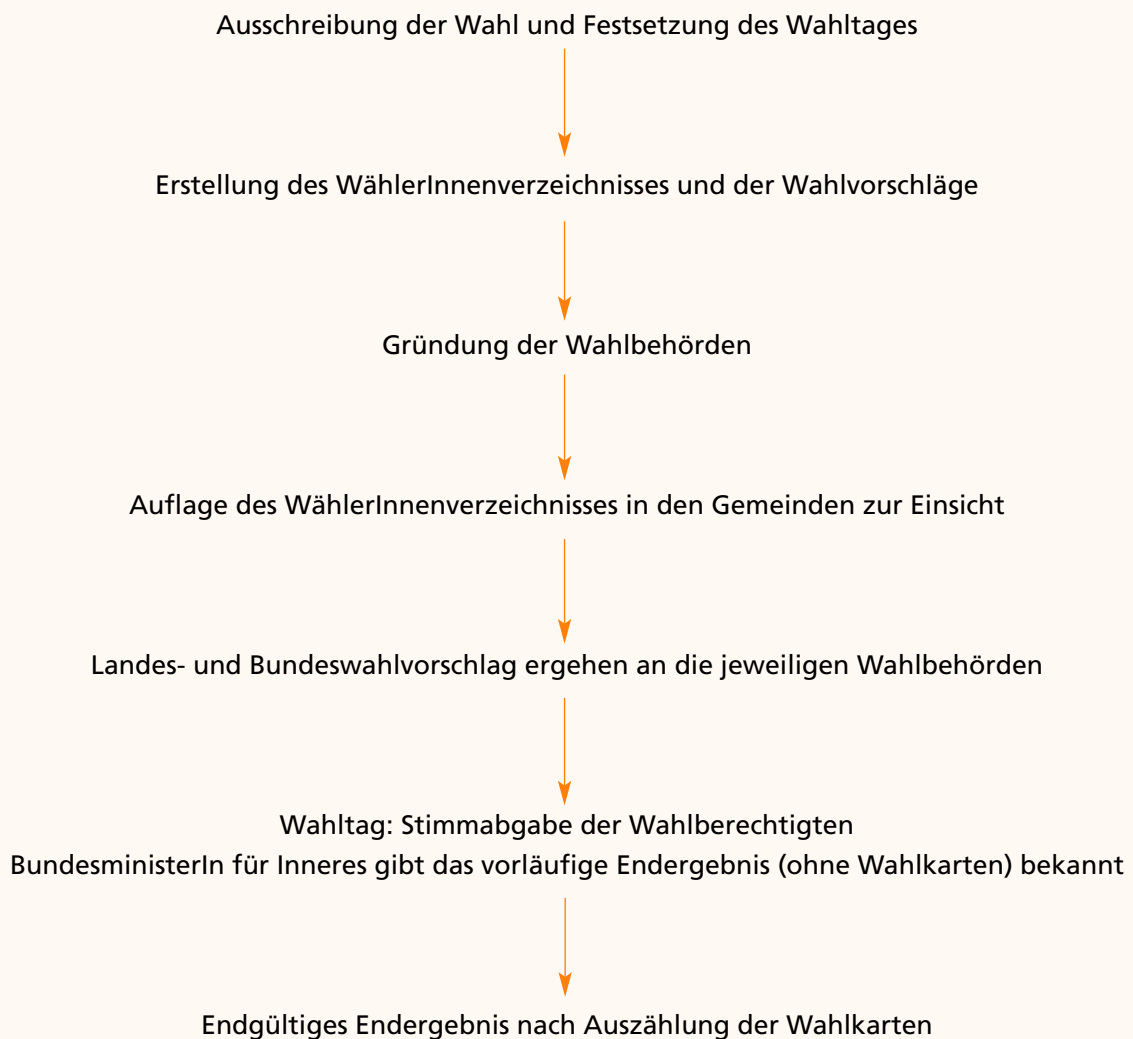 Ausschreibung der Wahl und Festsetzung des Wahltages
Erstellung des WählerInnenverzeichnisses und der Wahlvorschläge
Gründung der Wahlbehörden
Auflage des WählerInnenverzeichnisses in den Gemeinden zur Einsicht
Landes- und Bundeswahlvorschlag ergehen an die jeweiligen Wahlbehörden
Wahltag: Stimmabgabe der Wahlberechtigten
BundesministerIn für Inneres gibt das vorläufige Endergebnis (ohne Wahlkarten) bekannt
Endgültiges Endergebnis nach Auszählung der Wahlkarten